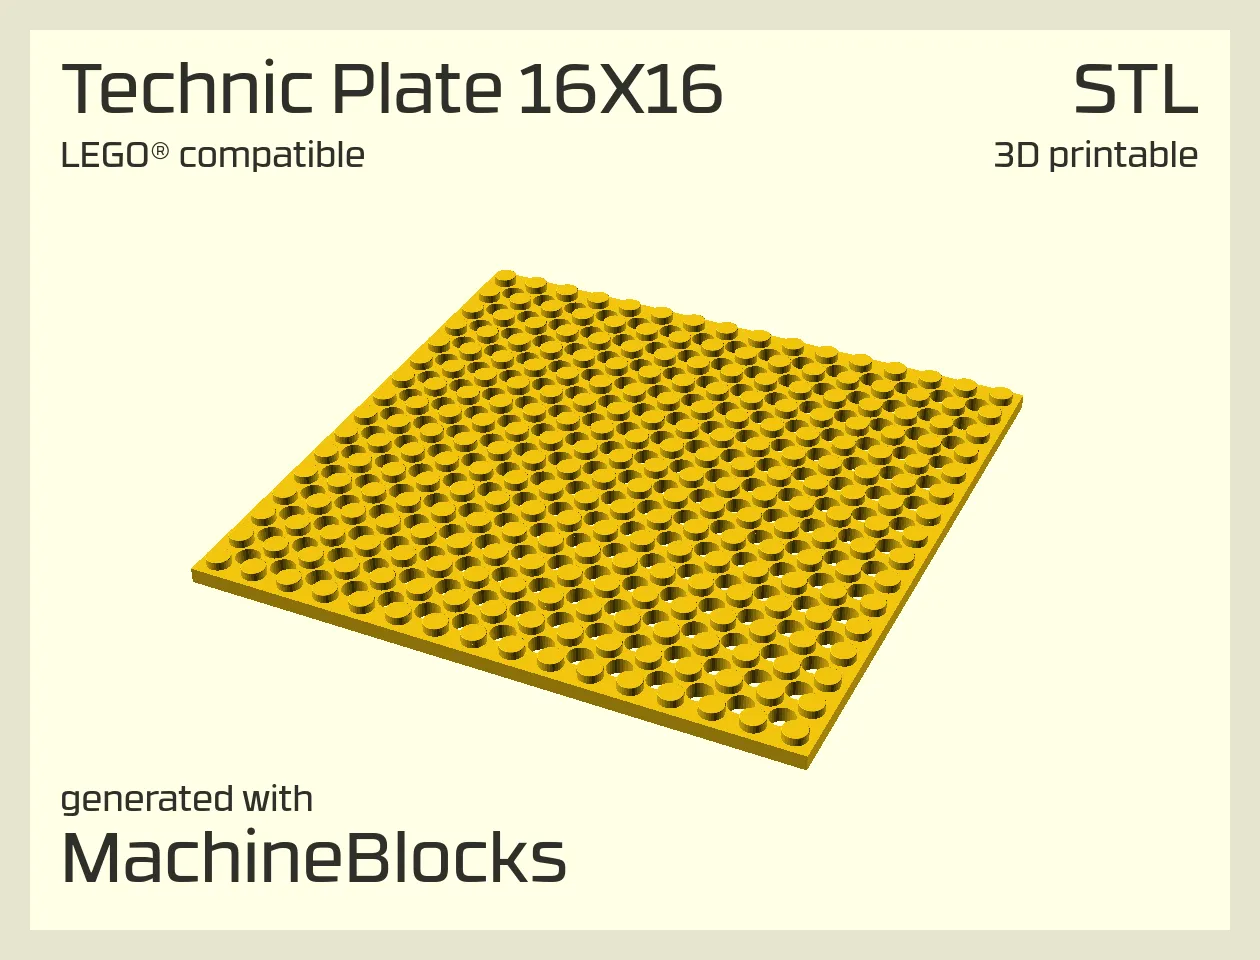 Technic Plate 16X16
STL
LEGO® compatible
3D printable
generated with
MachineBlocks